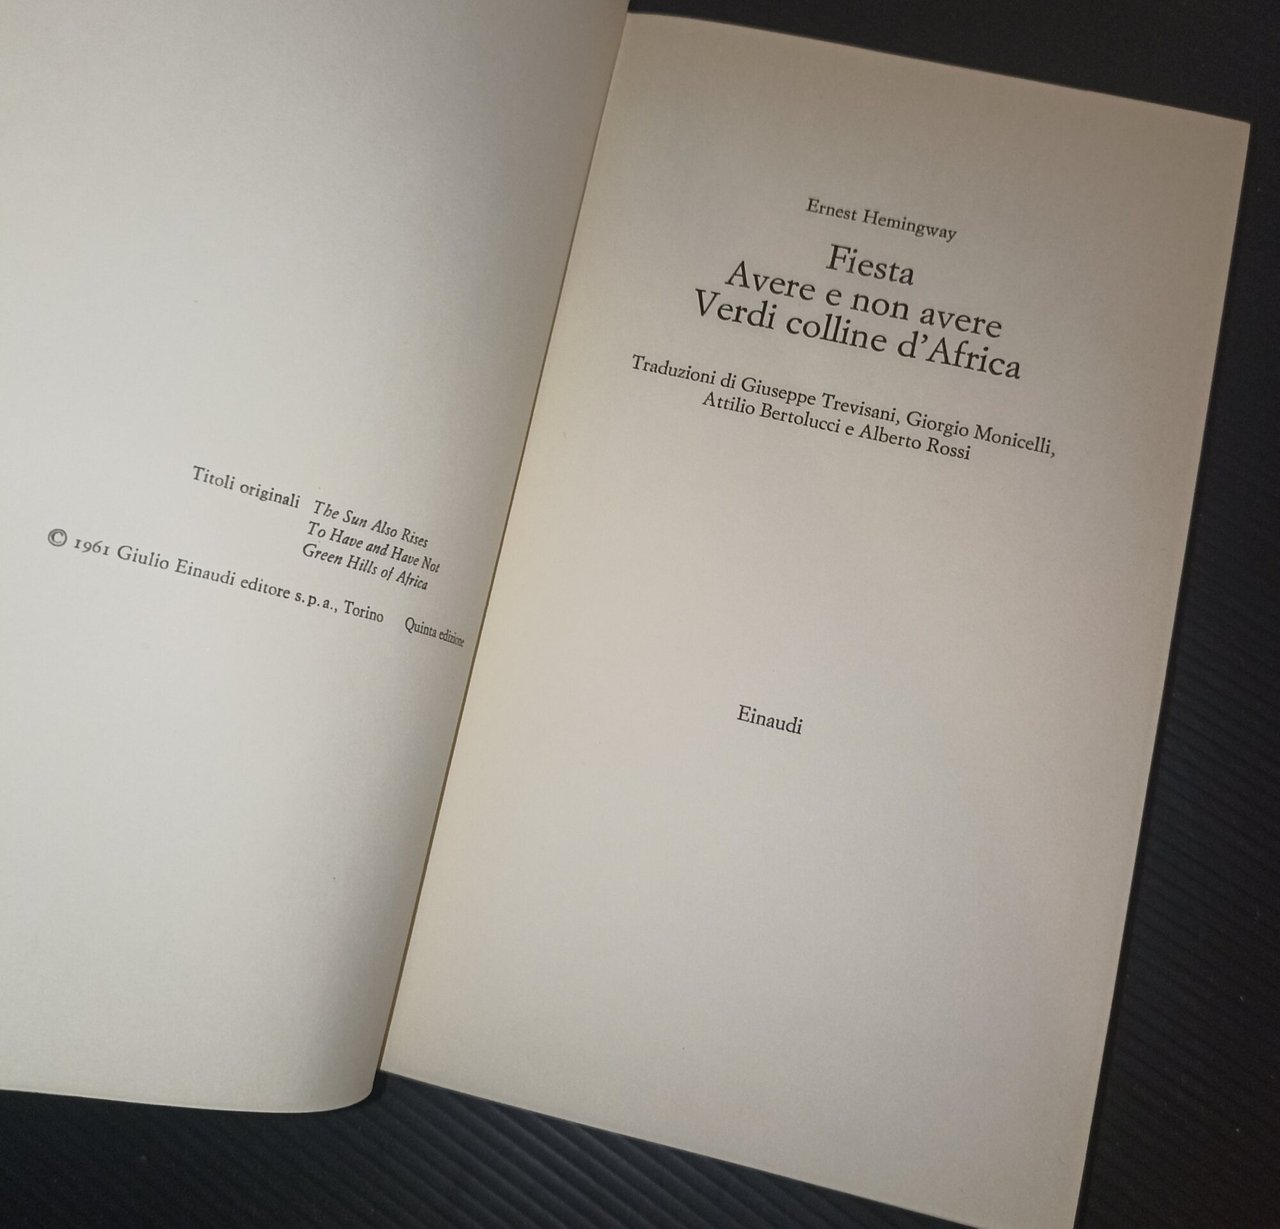 Titoli originali The Sun Also Rises
To Have and Have Not
Green Hills of Africa
© 1961 Giulio Einaudi editore s.p.a., Torino Quinta edizione
Ernest Hemingway
Fiesta
Avere e non avere
Verdi colline d'Africa
Traduzioni di Giuseppe Trevisani, Giorgio Monicelli,
Attilio Bertolucci e Alberto Rossi
Einaudi